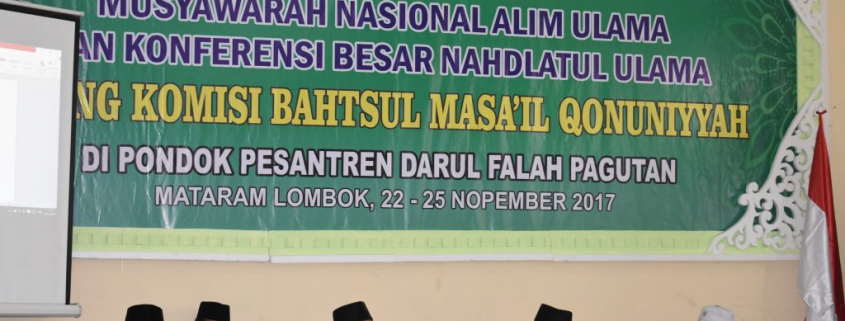 MUSYAWARAH NASIONAL ALIM ULAMA
AN KONFERENSI BESAR NAHDLATUL ULAMA
NG KOMISI BAHTSUL MASA'IL QONUNIYYAH
DI PONDOK PESANTREN DARUL FALAH PAGUTAN
MATARAM LOMBOK, 22 - 25 NOPEMBER 2017